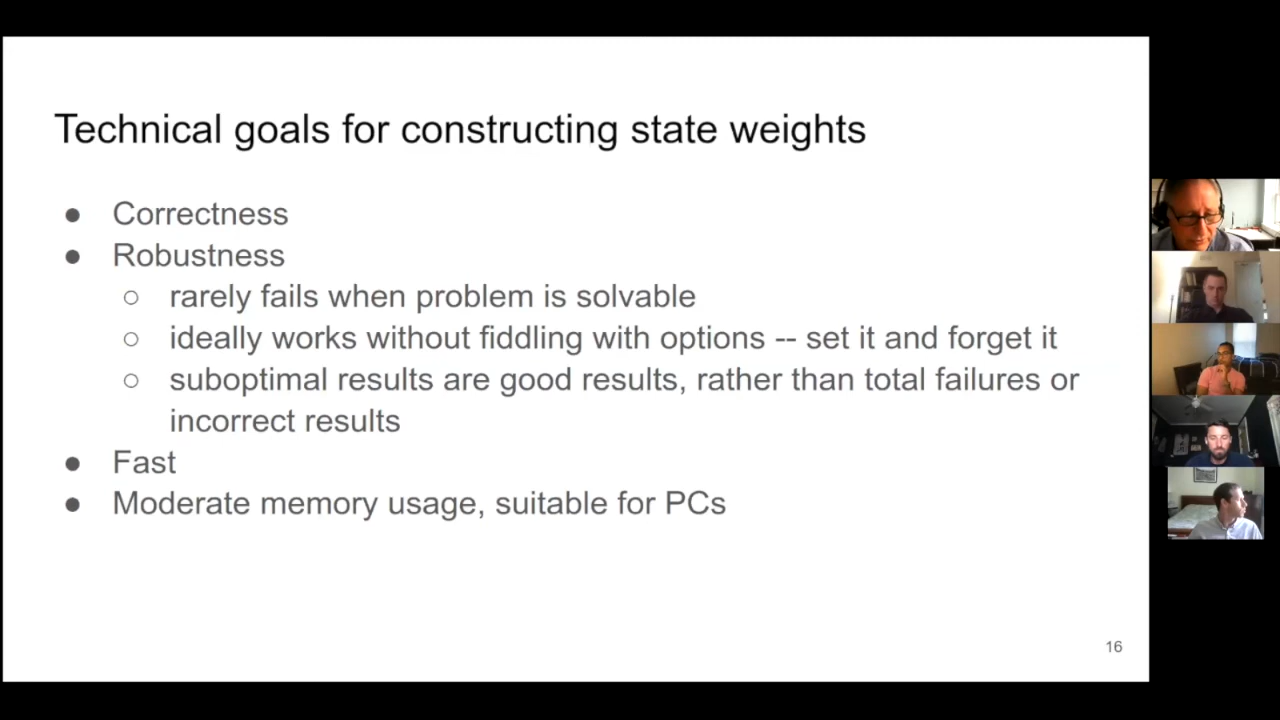 Technical goals for constructing state weights
● Correctness
● Robustness
○ rarely fails when problem is solvable
○ ideally works without fiddling with options -- set it and forget it
○ suboptimal results are good results, rather than total failures or
incorrect results
● Fast
● Moderate memory usage, suitable for PCs
16